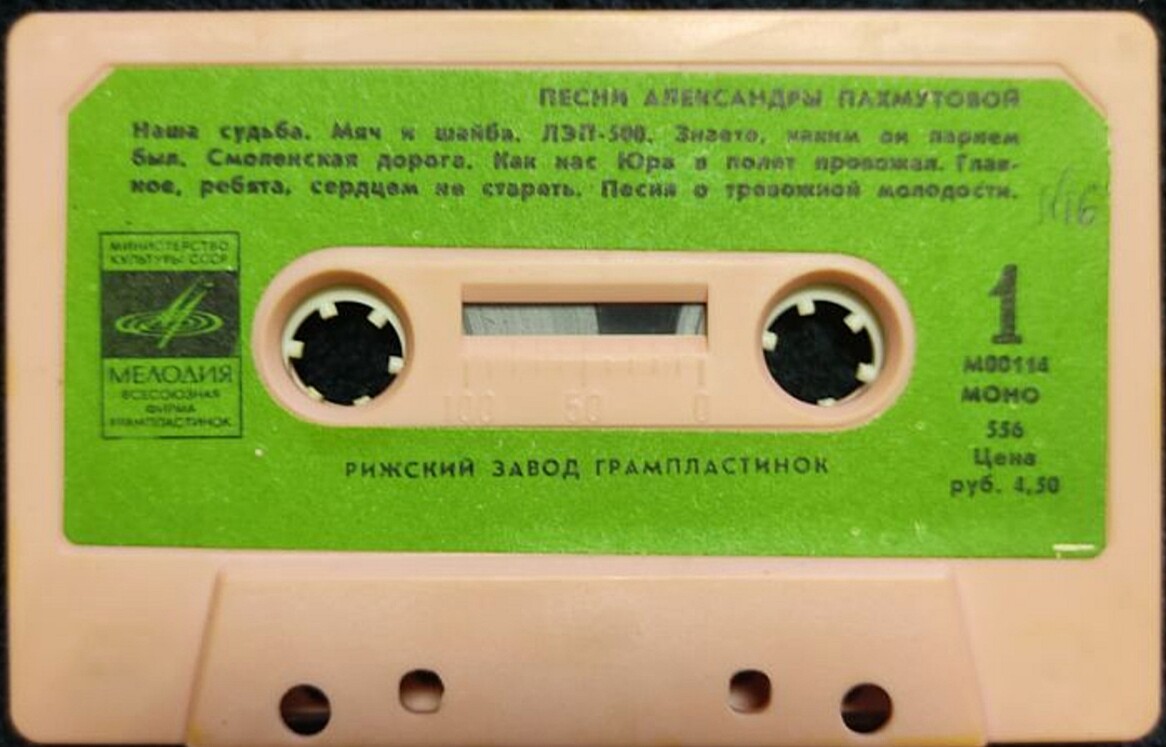 ПЕСНИ АЛЕКСАНДРЫ ПАХМУТОВОЙ
Наша судьба. Мяч и шайба. ЛЭП-500. Знаете, каким он парнем
был. Смоленская дорога. Как нас Юра в полет провожал. Глав-
ное, ребята, сердцем не стареть. Песня о тревожной молодости.
МИНИСТЕРСТВО
КУЛЬТУРЫ СССР
МЕЛОДИЯ
ВСЕСОЮЗНАЯ
ФИРМА
ГРАМПЛАСТИНОК
1
М00114
МОНО
556
Цена
руб. 4,50
100 50 0
РИЖСКИЙ ЗАВОД ГРАМПЛАСТИНОК